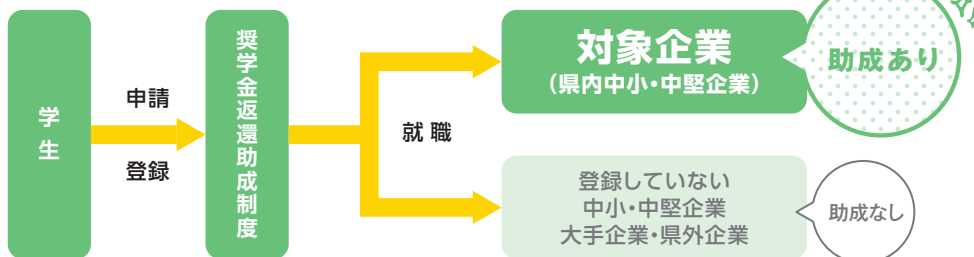 学生
申請
登録
奨学金返還助成制度
就職
対象企業
(県内中小・中堅企業)
助成あり
登録していない
中小・中堅企業
大手企業・県外企業
助成なし